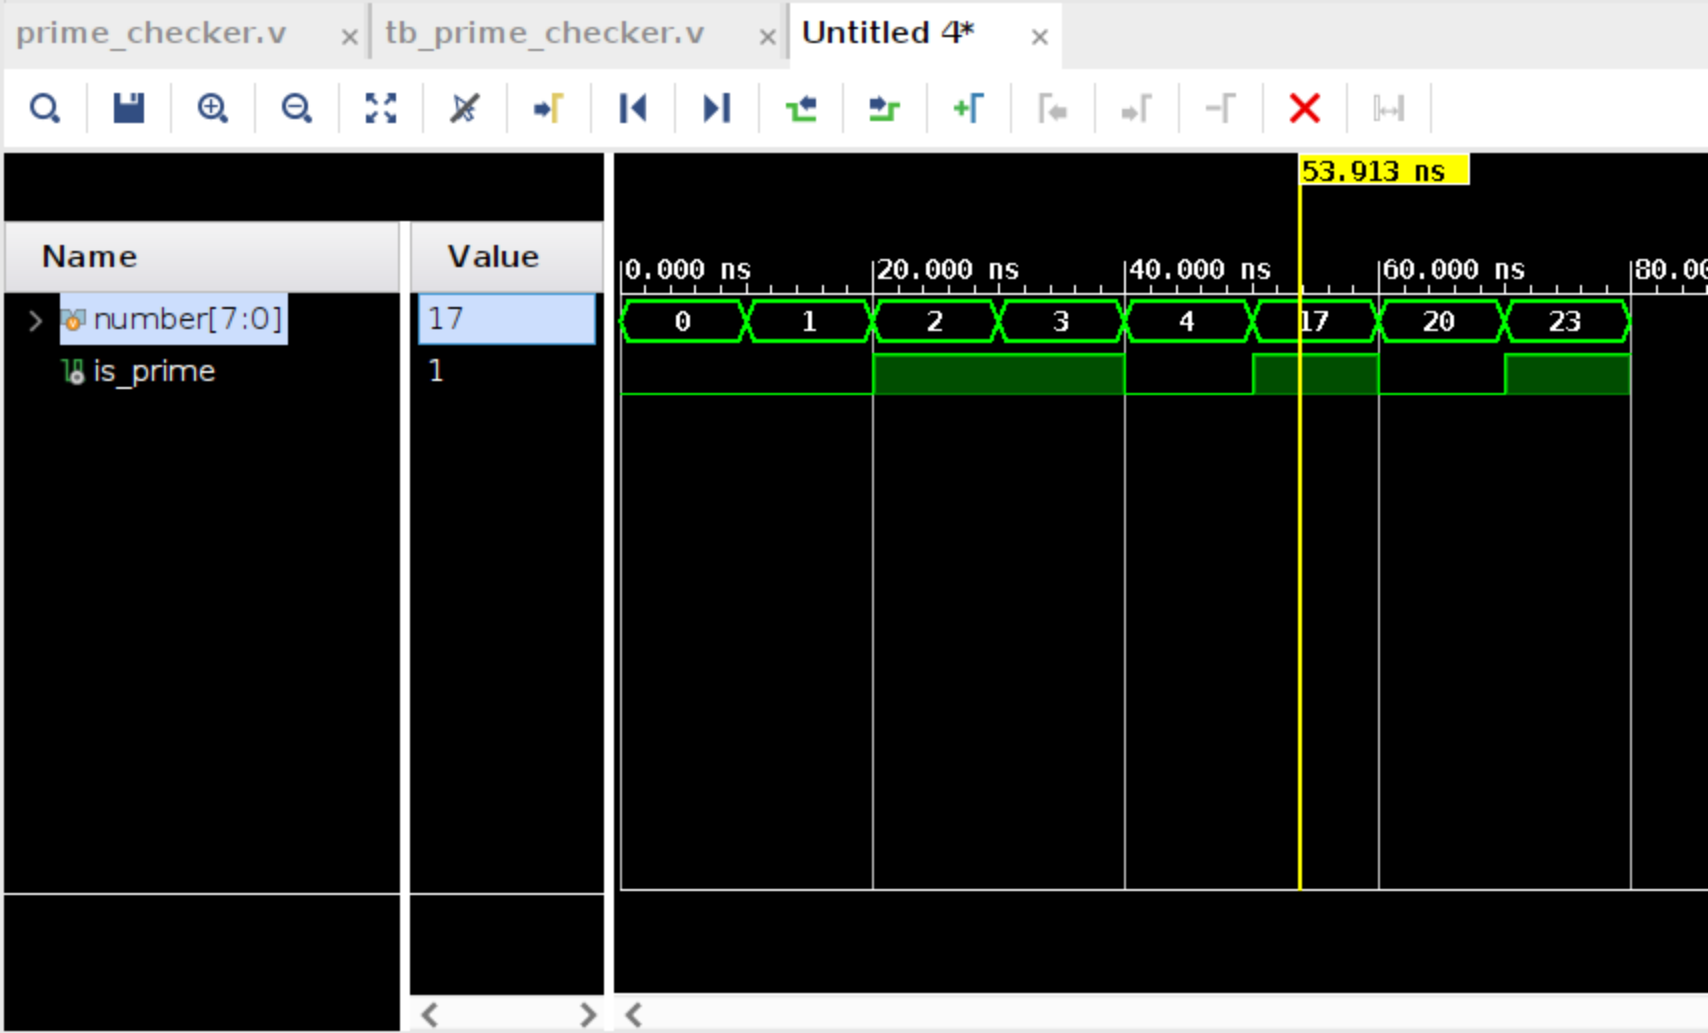 prime_checker.v × tb_prime_checker.v × Untitled 4* ×
53.913 ns
Name Value 0.000 ns 20.000 ns 40.000 ns 60.000 ns 80.00
number[7:0] 17 0 1 2 3 4 17 20 23
is_prime 1